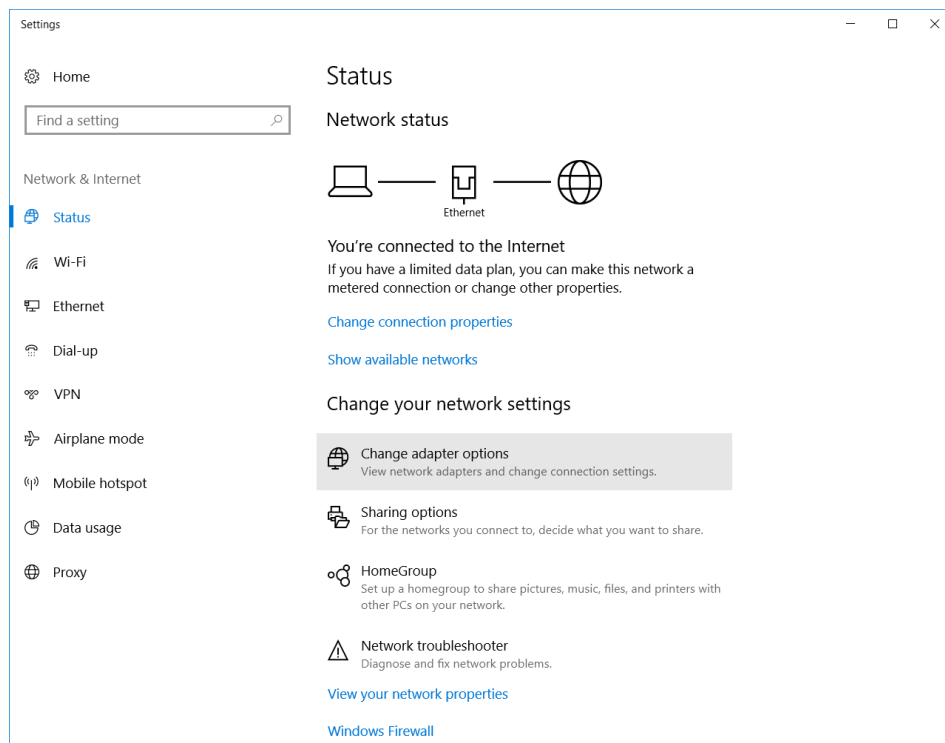 Settings
Home
Find a setting
Network & Internet
Status
Wi-Fi
Ethernet
Dial-up
VPN
Airplane mode
Mobile hotspot
Data usage
Proxy
Status
Network status
Ethernet
You're connected to the Internet
If you have a limited data plan, you can make this network a
metered connection or change other properties.
Change connection properties
Show available networks
Change your network settings
Change adapter options
View network adapters and change connection settings.
Sharing options
For the networks you connect to, decide what you want to share.
HomeGroup
Set up a homegroup to share pictures, music, files, and printers with
other PCs on your network.
Network troubleshooter
Diagnose and fix network problems.
View your network properties
Windows Firewall